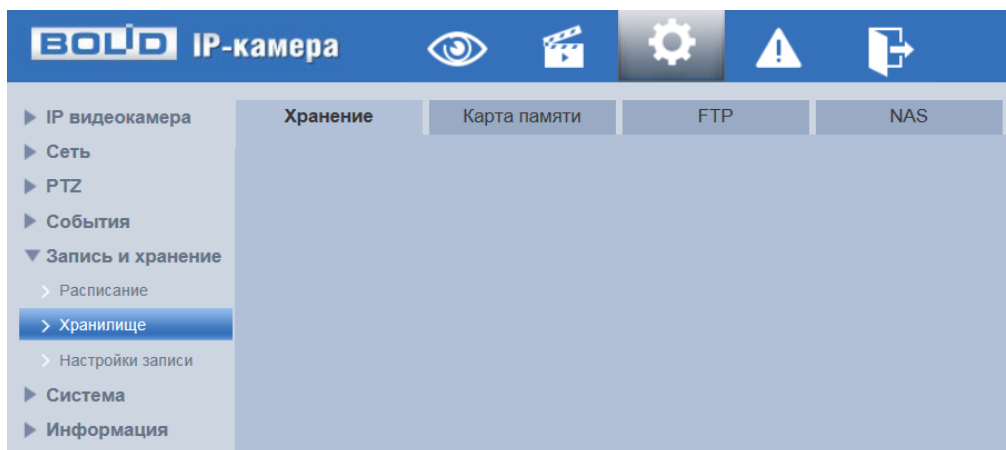 BOLID IP-камера
IP видеокамера
Сеть
PTZ
События
Запись и хранение
Расписание
Хранилище
Настройки записи
Система
Информация
Хранение
Карта памяти
FTP
NAS